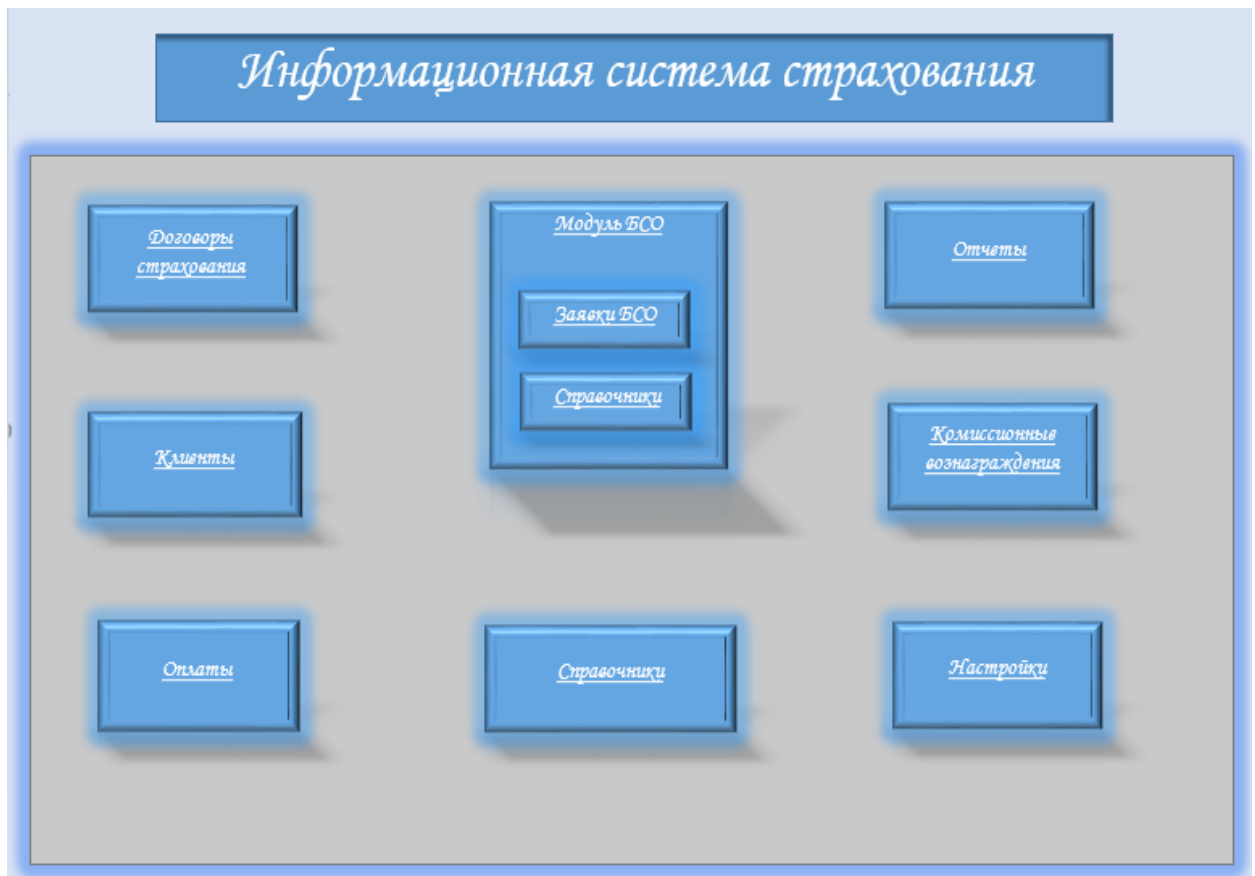 Информационная система страхования
Договоры
страхования
Модуль БСО
Заявки БСО
Справочники
Отчеты
Клиенты
Комиссионные
вознаграждения
Оплаты
Справочники
Настройки